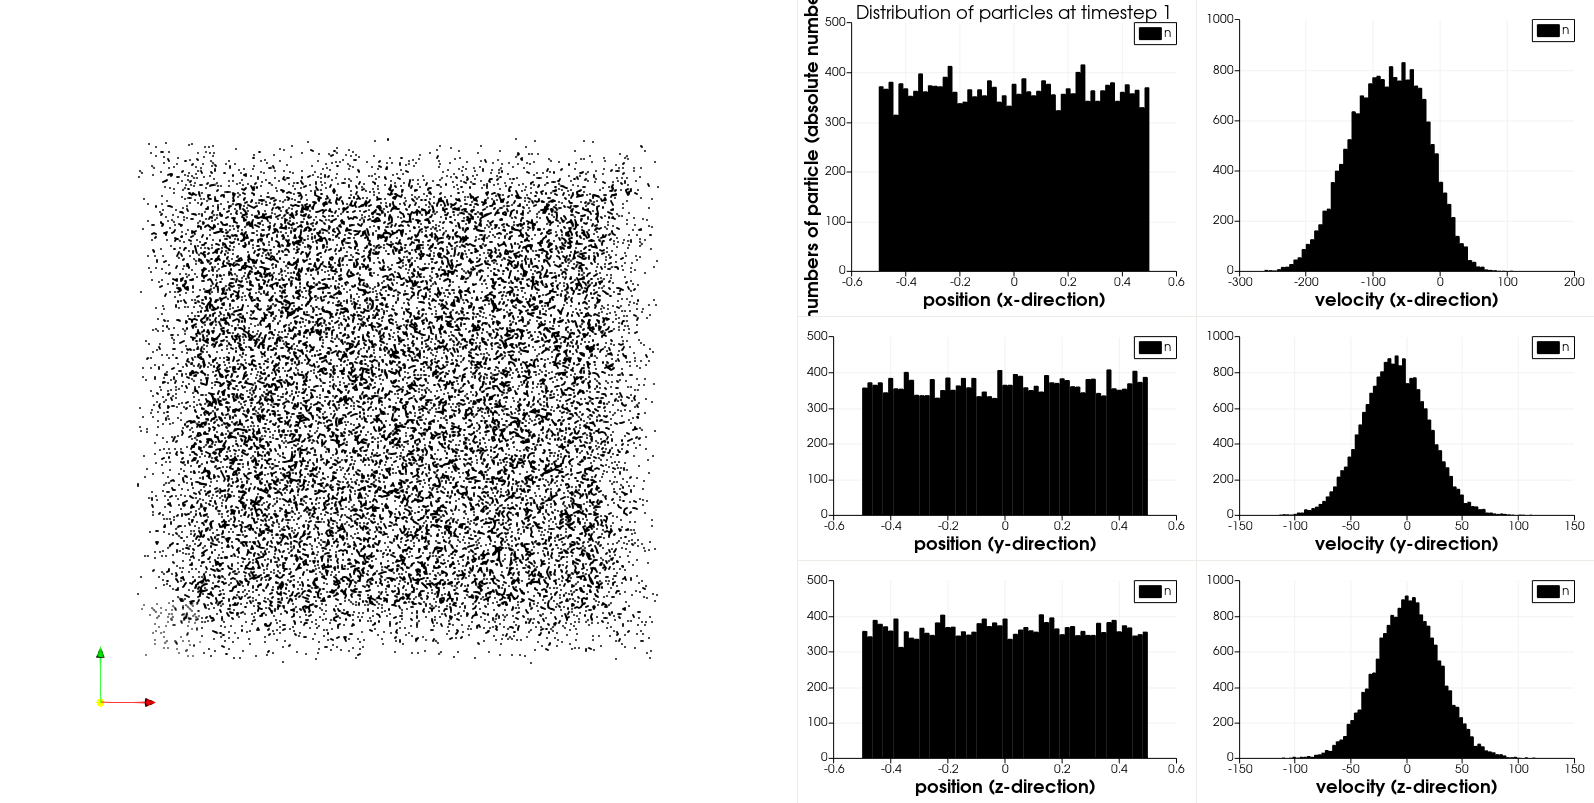 Distribution of particles at timestep 1
numbers of particle (absolute numbe
500
400
300
200
100
0
-0.6 -0.4 -0.2 0 0.2 0.4 0.6
position (x-direction)
n
1000
800
600
400
200
0
-300 -200 -100 0 100 200
velocity (x-direction)
n
500
400
300
200
100
0
-0.6 -0.4 -0.2 0 0.2 0.4 0.6
position (y-direction)
n
1000
800
600
400
200
0
-150 -100 -50 0 50 100 150
velocity (y-direction)
n
500
400
300
200
100
0
-0.6 -0.4 -0.2 0 0.2 0.4 0.6
position (z-direction)
n
1000
800
600
400
200
0
-150 -100 -50 0 50 100 150
velocity (z-direction)
n